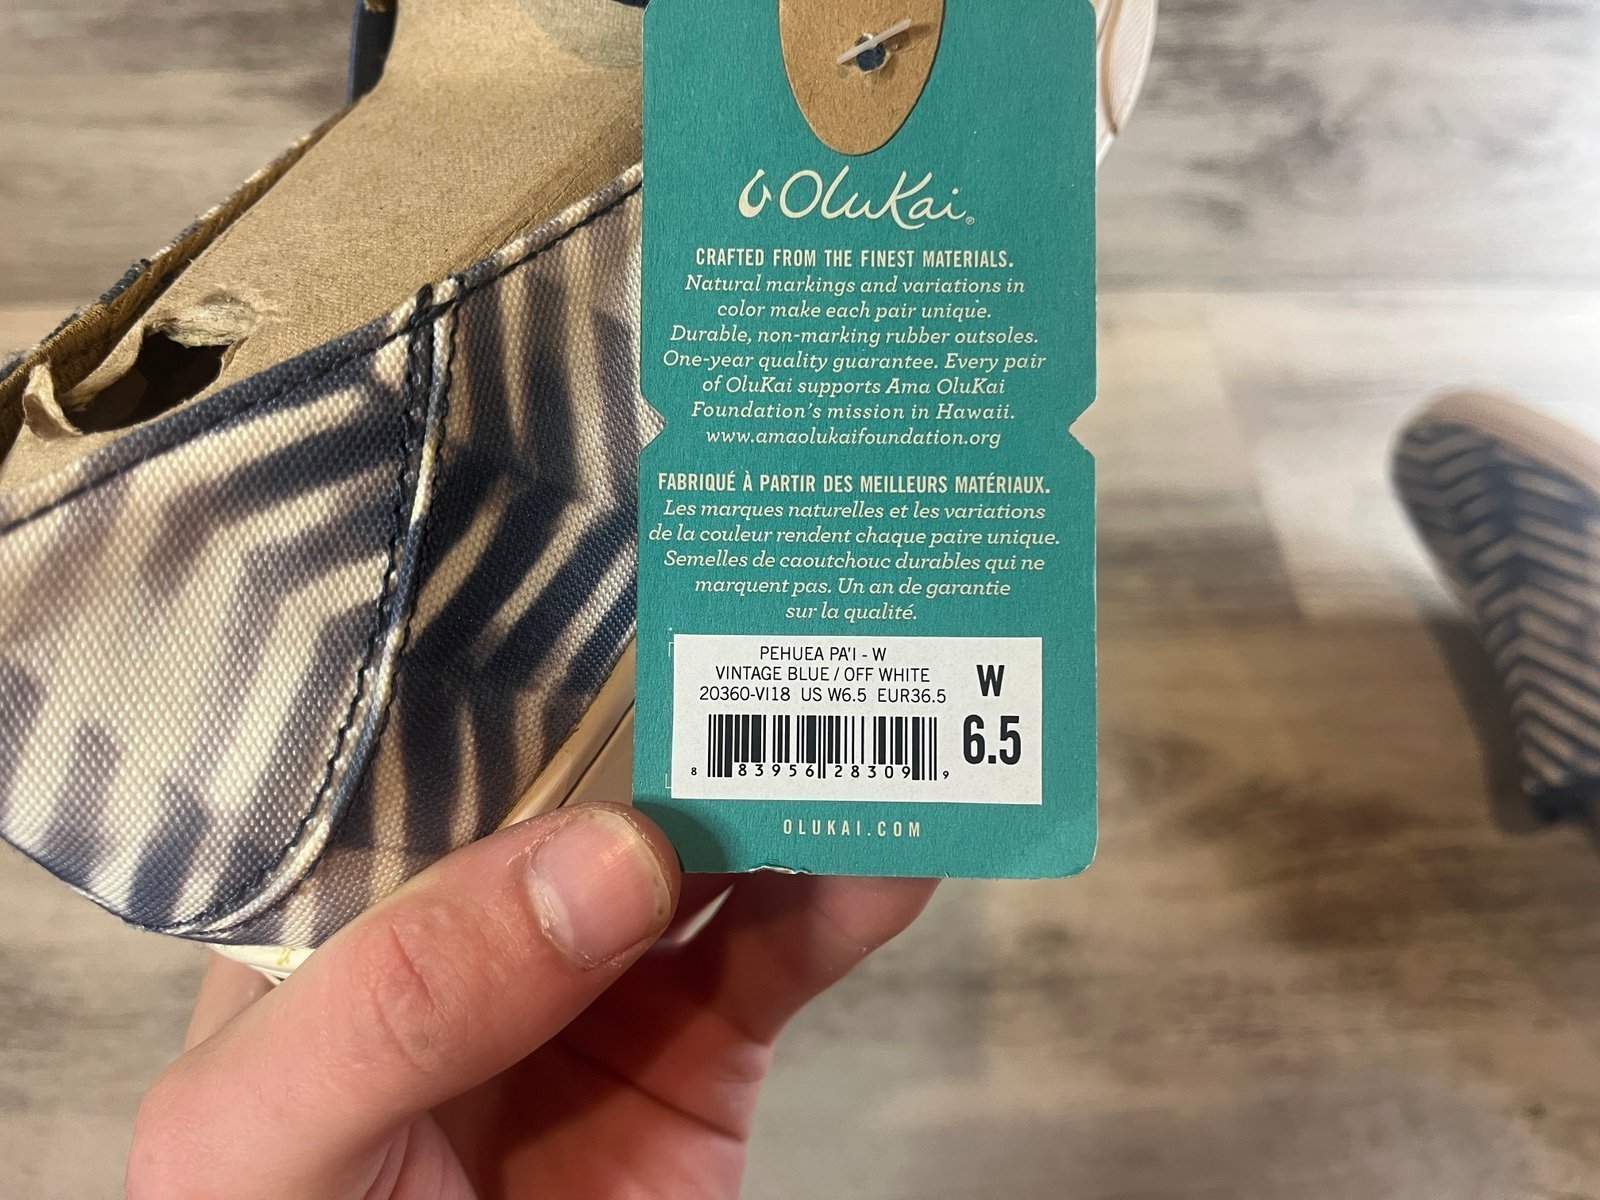 OluKai®
CRAFTED FROM THE FINEST MATERIALS.
Natural markings and variations in
color make each pair unique.
Durable, non-marking rubber outsoles.
One-year quality guarantee. Every pair
of OluKai supports Ama OluKai
Foundation's mission in Hawaii.
www.amaolukaifoundation.org
FABRIQUÉ À PARTIR DES MEILLEURS MATÉRIAUX.
Les marques naturelles et les variations
de la couleur rendent chaque paire unique.
Semelles de caoutchouc durables qui ne
marquent pas. Un an de garantie
sur la qualité.
PEHUEA PA'I - W
VINTAGE BLUE / OFF WHITE
20360-VI18 US W6.5 EUR36.5
W
6.5
8 83956 28309 9
OLUKAI.COM